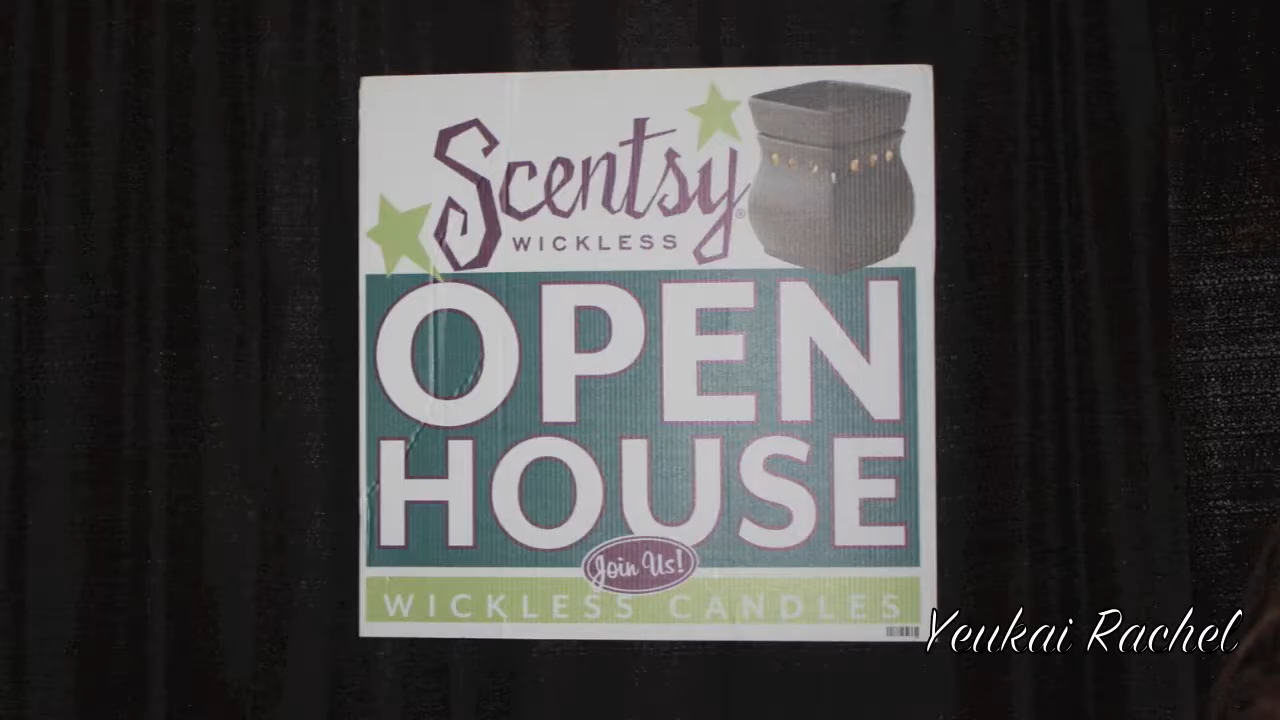 Scentsy®
WICKLESS
OPEN
HOUSE
Join Us!
WICKLESS CANDLES
Yeukai Rachel